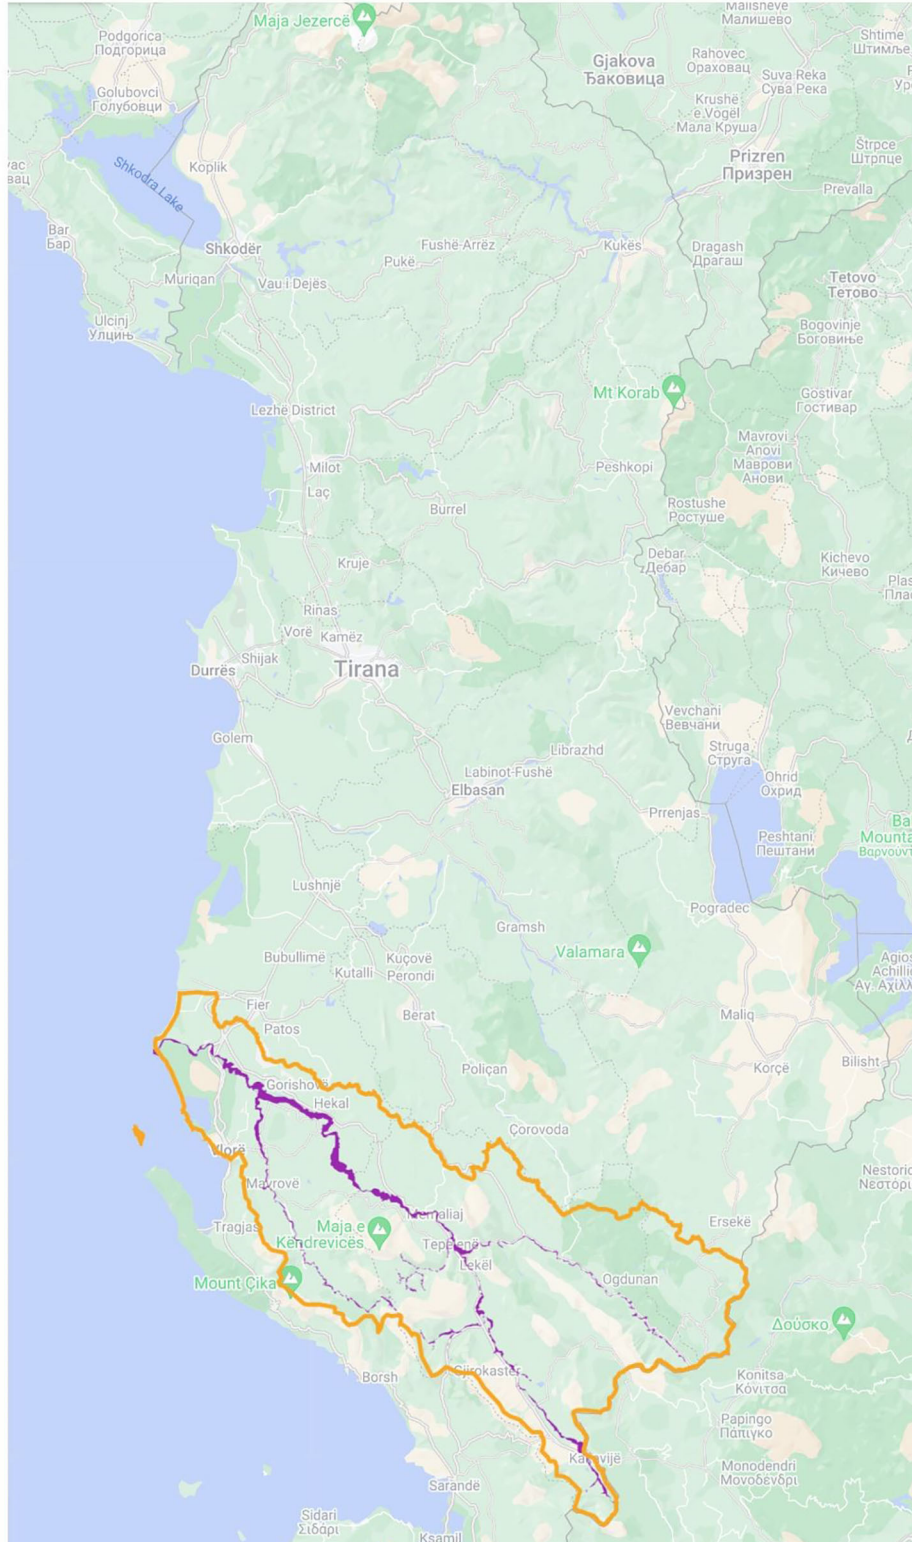 Malishevë
Малишево
Maja Jezercë
Podgorica
Подгорица
Shtime
Штимље
Gjakova
Ђаковица
Rahovec
Ораховац
Suva Reka
Сува Река
Golubovci
Голубовци
Krushë
e Vogël
Мала Круша
Štrpce
Штрпце
Prizren
Призрен
Koplik
Shkodra Lake
Prevalla
Bar
Бар
Shkodër
Fushë-Arrëz
Kukës
Dragash
Драгаш
Pukë
Muriqan
Vau i Dejës
Tetovo
Тетово
Ulcinj
Улцињ
Bogovinje
Боговиње
Mt Korab
Gostivar
Гостивар
Lezhë District
Mavrovi
Anovi
Маврови
Анови
Milot
Peshkopi
Laç
Burrel
Rostushe
Ростуше
Debar
Дебар
Kichevo
Кичево
Kruje
Rinas
Vorë
Kamëz
Shijak
Durrës
Tirana
Vevchani
Вевчани
Golem
Librazhd
Struga
Струга
Labinot-Fushë
Ohrid
Охрид
Elbasan
Prrenjas
Peshtani
Пештани
Lushnjë
Pogradec
Gramsh
Valamara
Bubullimë
Kuçovë
Perondi
Kutalli
Fier
Berat
Maliq
Patos
Korçë
Bilisht
Poliçan
Gorishovë
Hekal
Çorovoda
Vlorë
Mavrovë
Ersekë
Tragjas
Maja e
Këndrevicës
Memaliaj
Tepelenë
Lekël
Mount Çika
Ogdunan
Δούσκο
Gjirokastër
Borsh
Konitsa
Κόνιτσα
Papingo
Πάπιγκο
Kakavijë
Monodendri
Μονοδένδρι
Sarandë
Sidari
Σιδάρι
Ksamil